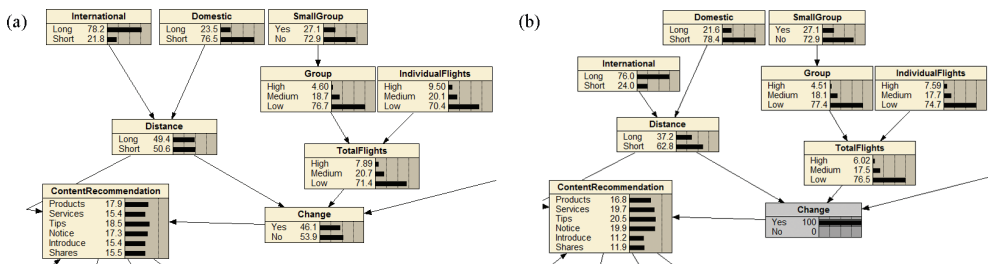 (a)
International
Long 78.2
Short 21.8
Domestic
Long 23.5
Short 76.5
SmallGroup
Yes 27.1
No 72.9
Group
High 4.60
Medium 18.7
Low 76.7
IndividualFlights
High 9.50
Medium 20.1
Low 70.4
Distance
Long 49.4
Short 50.6
TotalFlights
High 7.89
Medium 20.7
Low 71.4
ContentRecommendation
Products 17.9
Services 15.4
Tips 18.5
Notice 17.3
Introduce 15.4
Shares 15.5
Change
Yes 46.1
No 53.9
(b)
Domestic
Long 21.6
Short 78.4
SmallGroup
Yes 27.1
No 72.9
International
Long 76.0
Short 24.0
Group
High 4.51
Medium 18.1
Low 77.4
IndividualFlights
High 7.59
Medium 17.7
Low 74.7
Distance
Long 37.2
Short 62.8
TotalFlights
High 6.02
Medium 17.5
Low 76.5
ContentRecommendation
Products 16.8
Services 19.7
Tips 20.5
Notice 19.9
Introduce 11.2
Shares 11.9
Change
Yes 100
No 0